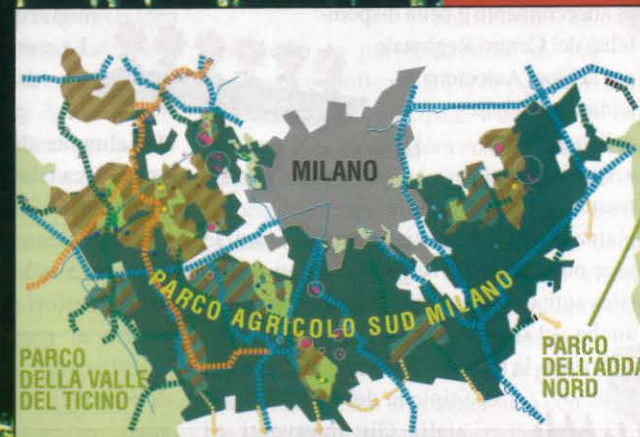 MILANO
PARCO AGRICOLO SUD MILANO
PARCO
DELLA VALLE
DEL TICINO
PARCO
DELL'ADDA
NORD